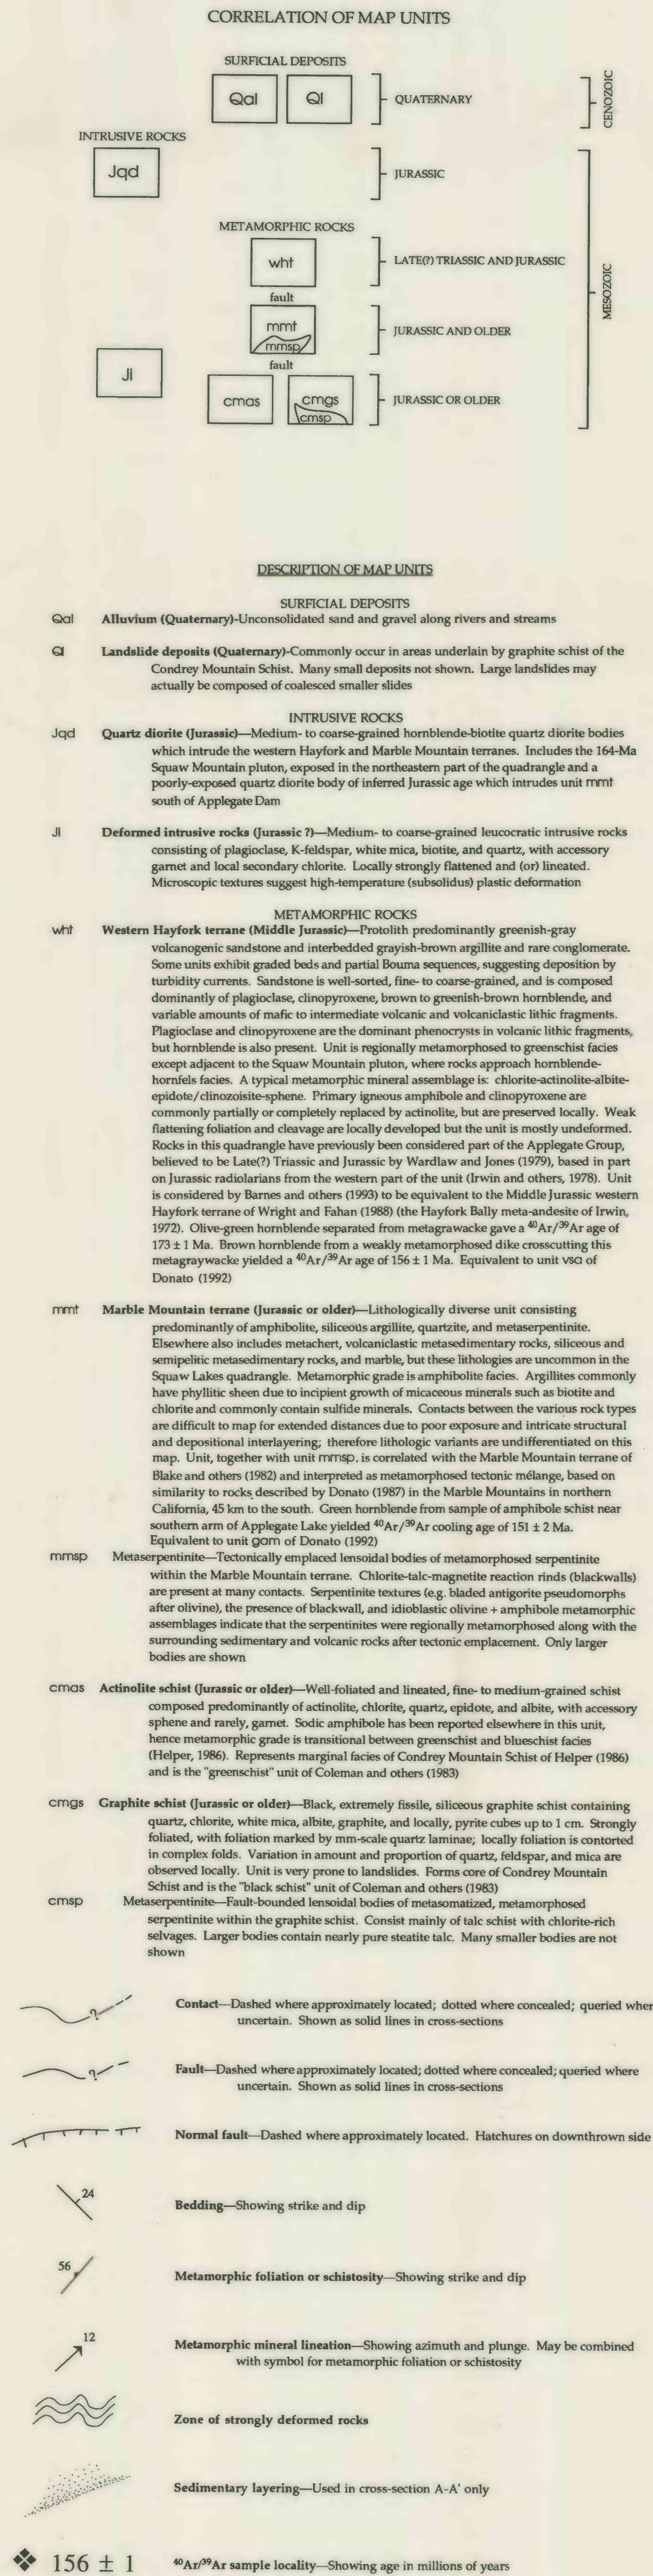 CORRELATION OF MAP UNITS
SURFICIAL DEPOSITS
Qal
Ql
QUATERNARY
CENOZOIC
INTRUSIVE ROCKS
Jqd
JURASSIC
METAMORPHIC ROCKS
wht
LATE(?) TRIASSIC AND JURASSIC
fault
mmt
mmsp
JURASSIC AND OLDER
MESOZOIC
fault
Ji
cmas
cmgs
cmsp
JURASSIC OR OLDER
DESCRIPTION OF MAP UNITS
SURFICIAL DEPOSITS
Qal Alluvium (Quaternary)-Unconsolidated sand and gravel along rivers and streams
Ql Landslide deposits (Quaternary)-Commonly occur in areas underlain by graphite schist of the
Condrey Mountain Schist. Many small deposits not shown. Large landslides may
actually be composed of coalesced smaller slides
INTRUSIVE ROCKS
Jqd Quartz diorite (Jurassic)—Medium- to coarse-grained hornblende-biotite quartz diorite bodies
which intrude the western Hayfork and Marble Mountain terranes. Includes the 164-Ma
Squaw Mountain pluton, exposed in the northeastern part of the quadrangle and a
poorly-exposed quartz diorite body of inferred Jurassic age which intrudes unit mmt
south of Applegate Dam
JI Deformed intrusive rocks (Jurassic ?)—Medium- to coarse-grained leucocratic intrusive rocks
consisting of plagioclase, K-feldspar, white mica, biotite, and quartz, with accessory
garnet and local secondary chlorite. Locally strongly flattened and (or) lineated.
Microscopic textures suggest high-temperature (subsolidus) plastic deformation
METAMORPHIC ROCKS
wht Western Hayfork terrane (Middle Jurassic)—Protolith predominantly greenish-gray
volcanogenic sandstone and interbedded grayish-brown argillite and rare conglomerate.
Some units exhibit graded beds and partial Bouma sequences, suggesting deposition by
turbidity currents. Sandstone is well-sorted, fine- to coarse-grained, and is composed
dominantly of plagioclase, clinopyroxene, brown to greenish-brown hornblende, and
variable amounts of mafic to intermediate volcanic and volcaniclastic lithic fragments.
Plagioclase and clinopyroxene are the dominant phenocrysts in volcanic lithic fragments,
but hornblende is also present. Unit is regionally metamorphosed to greenschist facies
except adjacent to the Squaw Mountain pluton, where rocks approach hornblende-
hornfels facies. A typical metamorphic mineral assemblage is: chlorite-actinolite-albite-
epidote/clinozoisite-sphene. Primary igneous amphibole and clinopyroxene are
commonly partially or completely replaced by actinolite, but are preserved locally. Weak
flattening foliation and cleavage are locally developed but the unit is mostly undeformed.
Rocks in this quadrangle have previously been considered part of the Applegate Group,
believed to be Late(?) Triassic and Jurassic by Wardlaw and Jones (1979), based in part
on Jurassic radiolarians from the western part of the unit (Irwin and others, 1978). Unit
is considered by Barnes and others (1993) to be equivalent to the Middle Jurassic western
Hayfork terrane of Wright and Fahan (1988) (the Hayfork Bally meta-andesite of Irwin,
1972). Olive-green hornblende separated from metagrawacke gave a ⁴⁰Ar/³⁹Ar age of
173 ± 1 Ma. Brown hornblende from a weakly metamorphosed dike crosscutting this
metagraywacke yielded a ⁴⁰Ar/³⁹Ar age of 156 ± 1 Ma. Equivalent to unit vsa of
Donato (1992)
mmt Marble Mountain terrane (Jurassic or older)—Lithologically diverse unit consisting
predominantly of amphibolite, siliceous argillite, quartzite, and metaserpentinite.
Elsewhere also includes metachert, volcaniclastic metasedimentary rocks, siliceous and
semipelitic metasedimentary rocks, and marble, but these lithologies are uncommon in the
Squaw Lakes quadrangle. Metamorphic grade is amphibolite facies. Argillites commonly
have phyllitic sheen due to incipient growth of micaceous minerals such as biotite and
chlorite and commonly contain sulfide minerals. Contacts between the various rock types
are difficult to map for extended distances due to poor exposure and intricate structural
and depositional interlayering; therefore lithologic variants are undifferentiated on this
map. Unit, together with unit mmsp, is correlated with the Marble Mountain terrane of
Blake and others (1982) and interpreted as metamorphosed tectonic mélange, based on
similarity to rocks described by Donato (1987) in the Marble Mountains in northern
California, 45 km to the south. Green hornblende from sample of amphibole schist near
southern arm of Applegate Lake yielded ⁴⁰Ar/³⁹Ar cooling age of 151 ± 2 Ma.
Equivalent to unit gam of Donato (1992)
mmsp Metaserpentinite—Tectonically emplaced lensoidal bodies of metamorphosed serpentinite
within the Marble Mountain terrane. Chlorite-talc-magnetite reaction rinds (blackwalls)
are present at many contacts. Serpentinite textures (e.g. bladed antigorite pseudomorphs
after olivine), the presence of blackwall, and idioblastic olivine + amphibole metamorphic
assemblages indicate that the serpentinites were regionally metamorphosed along with the
surrounding sedimentary and volcanic rocks after tectonic emplacement. Only larger
bodies are shown
cmas Actinolite schist (Jurassic or older)—Well-foliated and lineated, fine- to medium-grained schist
composed predominantly of actinolite, chlorite, quartz, epidote, and albite, with accessory
sphene and rarely, garnet. Sodic amphibole has been reported elsewhere in this unit,
hence metamorphic grade is transitional between greenschist and blueschist facies
(Helper, 1986). Represents marginal facies of Condrey Mountain Schist of Helper (1986)
and is the "greenschist" unit of Coleman and others (1983)
cmgs Graphite schist (Jurassic or older)—Black, extremely fissile, siliceous graphite schist containing
quartz, chlorite, white mica, albite, graphite, and locally, pyrite cubes up to 1 cm. Strongly
foliated, with foliation marked by mm-scale quartz laminae; locally foliation is contorted
in complex folds. Variation in amount and proportion of quartz, feldspar, and mica are
observed locally. Unit is very prone to landslides. Forms core of Condrey Mountain
Schist and is the "black schist" unit of Coleman and others (1983)
cmsp Metaserpentinite—Fault-bounded lensoidal bodies of metasomatized, metamorphosed
serpentinite within the graphite schist. Consist mainly of talc schist with chlorite-rich
selvages. Larger bodies contain nearly pure steatite talc. Many smaller bodies are not
shown
? Contact—Dashed where approximately located; dotted where concealed; queried wher
uncertain. Shown as solid lines in cross-sections
? Fault—Dashed where approximately located; dotted where concealed; queried where
uncertain. Shown as solid lines in cross-sections
Normal fault—Dashed where approximately located. Hatchures on downthrown side
24
Bedding—Showing strike and dip
56
Metamorphic foliation or schistosity—Showing strike and dip
12
Metamorphic mineral lineation—Showing azimuth and plunge. May be combined
with symbol for metamorphic foliation or schistosity
Zone of strongly deformed rocks
Sedimentary layering—Used in cross-section A-A' only
156 ± 1 ⁴⁰Ar/³⁹Ar sample locality—Showing age in millions of years